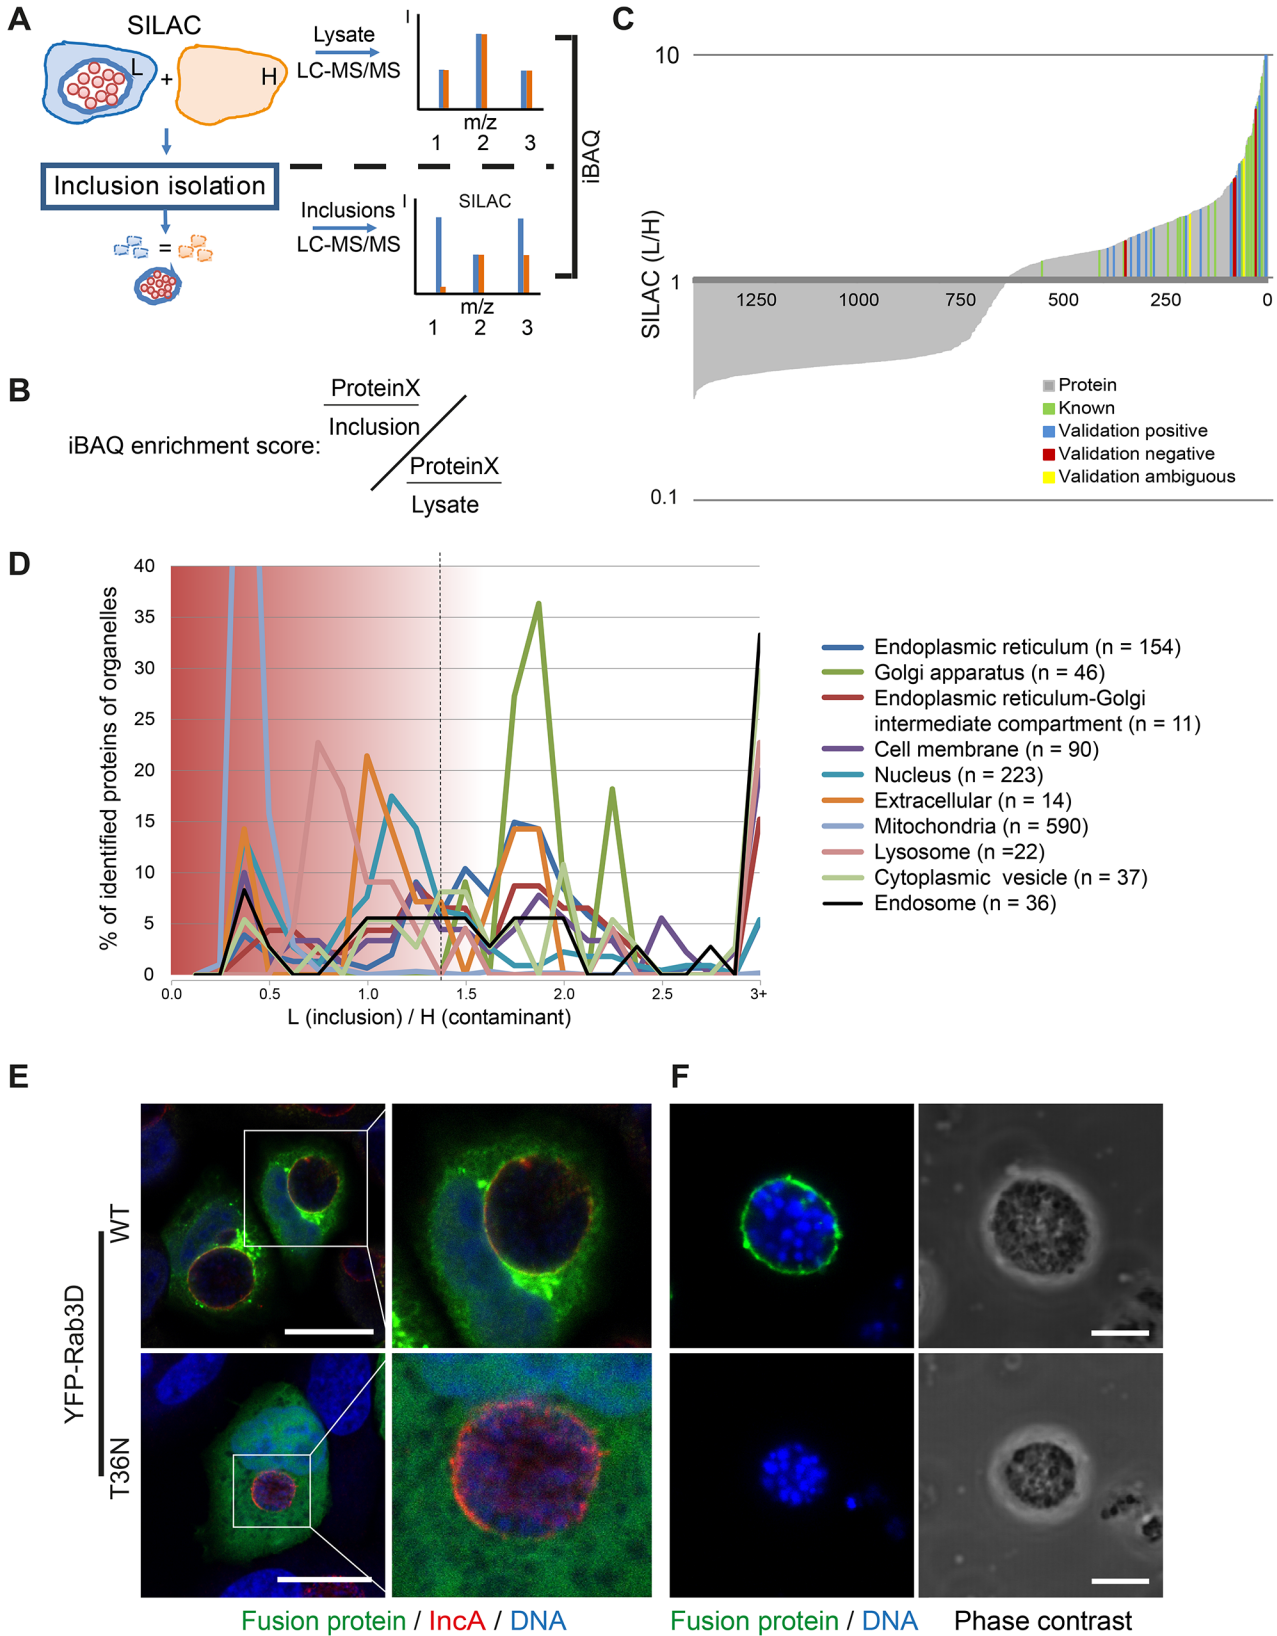 A
SILAC
L
+
H
Lysate
LC-MS/MS
I
m/z
1 2 3
iBAQ
Inclusion isolation
=
Inclusions
LC-MS/MS
I
SILAC
m/z
1 2 3
B
iBAQ enrichment score:
ProteinX
Inclusion
ProteinX
Lysate
C
SILAC (L/H)
10
1
0.1
1250 1000 750 500 250 0
Protein
Known
Validation positive
Validation negative
Validation ambiguous
D
% of identified proteins of organelles
40
35
30
25
20
15
10
5
0
0.0 0.5 1.0 1.5 2.0 2.5 3+
L (inclusion) / H (contaminant)
Endoplasmic reticulum (n = 154)
Golgi apparatus (n = 46)
Endoplasmic reticulum-Golgi
intermediate compartment (n = 11)
Cell membrane (n = 90)
Nucleus (n = 223)
Extracellular (n = 14)
Mitochondria (n = 590)
Lysosome (n =22)
Cytoplasmic vesicle (n = 37)
Endosome (n = 36)
E
YFP-Rab3D
WT
T36N
Fusion protein / IncA / DNA
F
Fusion protein / DNA
Phase contrast